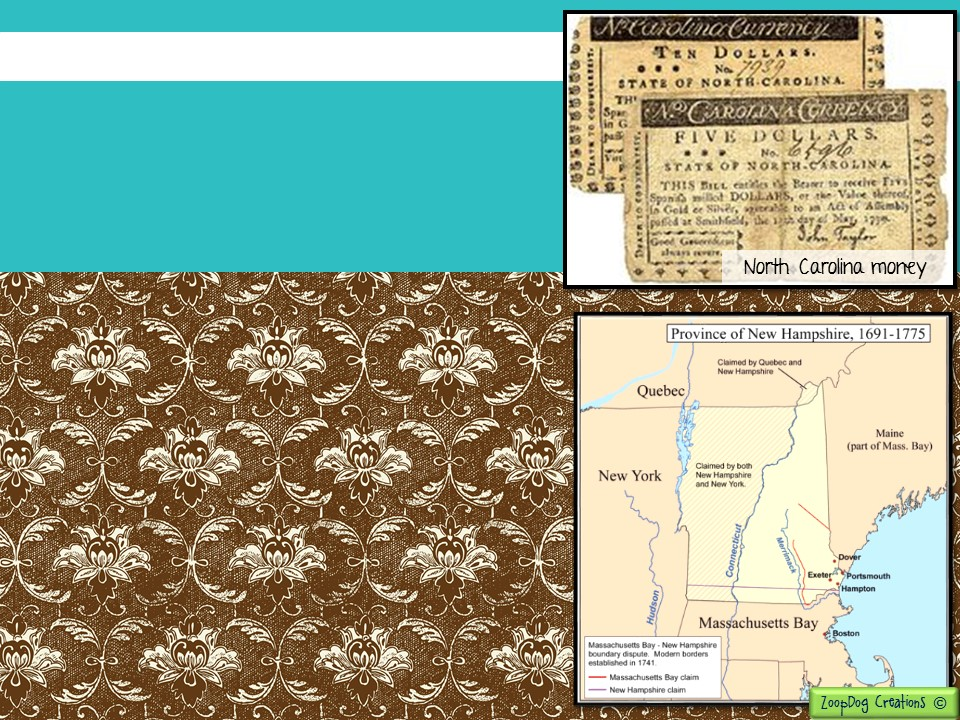 No. Carolina Currency
TEN DOLLARS.
No. 7939
STATE OF NORTH-CAROLINA.
DEATH TO COUNTERFEIT.
No. CAROLINA CURRENCY
FIVE DOLLARS.
No.
STATE OF NORTH-CAROLINA.
THIS BILL entitles the Bearer to receive FIVE
Spanish milled DOLLARS, or the Value thereof,
in Gold or Silver, agreeable to an Act of Assembly
passed at Smithfield, the day of May,
John Taylor
Good Government
always revere.
North Carolina money
Province of New Hampshire, 1691-1775
Claimed by Quebec and
New Hampshire
Quebec
Maine
(part of Mass. Bay)
New York
Claimed by both
New Hampshire
and New York.
Connecticut
Merrimack
Hudson
Dover
Exeter
Portsmouth
Hampton
Massachusetts Bay
Boston
Massachusetts Bay - New Hampshire
boundary dispute. Modern borders
established in 1741.
Massachusetts Bay claim
New Hampshire claim
ZoopDog Creations ©